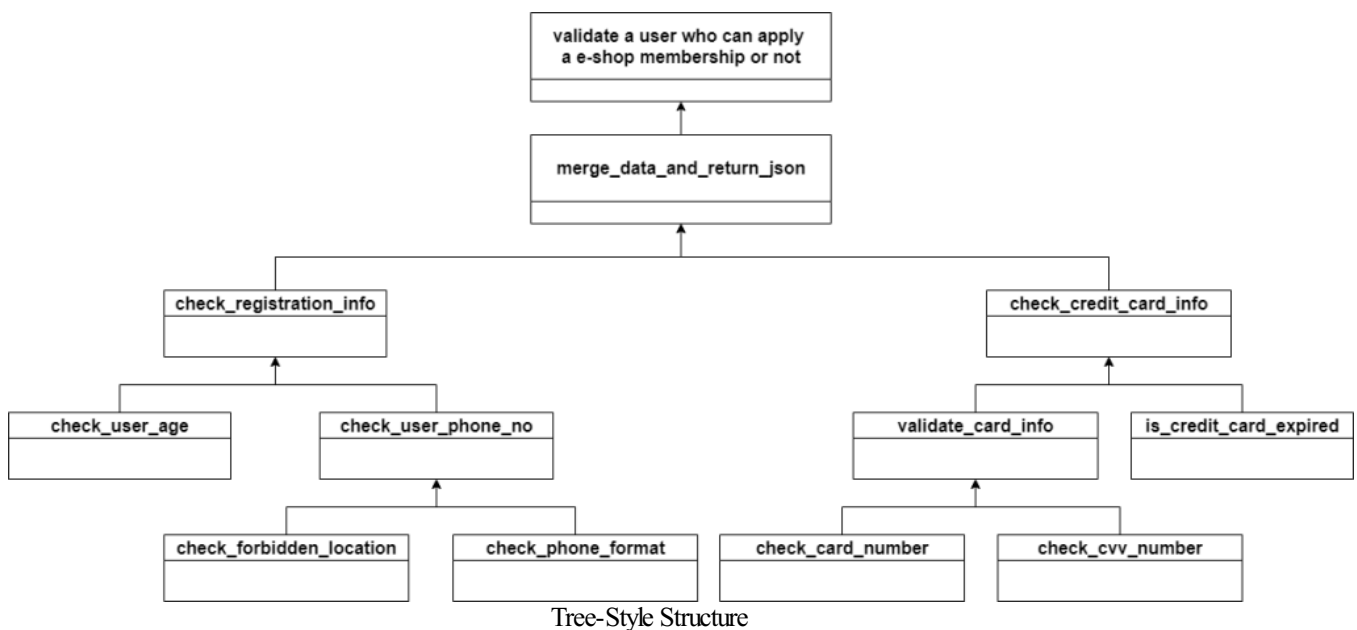 validate a user who can apply
a e-shop membership or not
merge_data_and_return_json
check_registration_info
check_credit_card_info
check_user_age
check_user_phone_no
validate_card_info
is_credit_card_expired
check_forbidden_location
check_phone_format
check_card_number
check_cvv_number
Tree-Style Structure